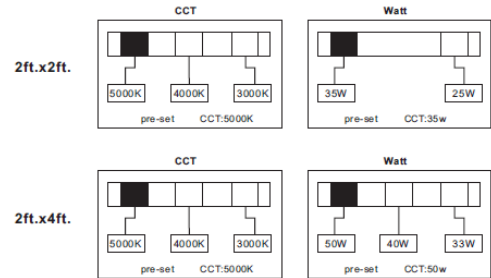 CCT Watt
2ft.x2ft.
5000K 4000K 3000K 35W 25W
pre-set CCT:5000K pre-set CCT:35w
CCT Watt
2ft.x4ft.
5000K 4000K 3000K 50W 40W 33W
pre-set CCT:5000K pre-set CCT:50w